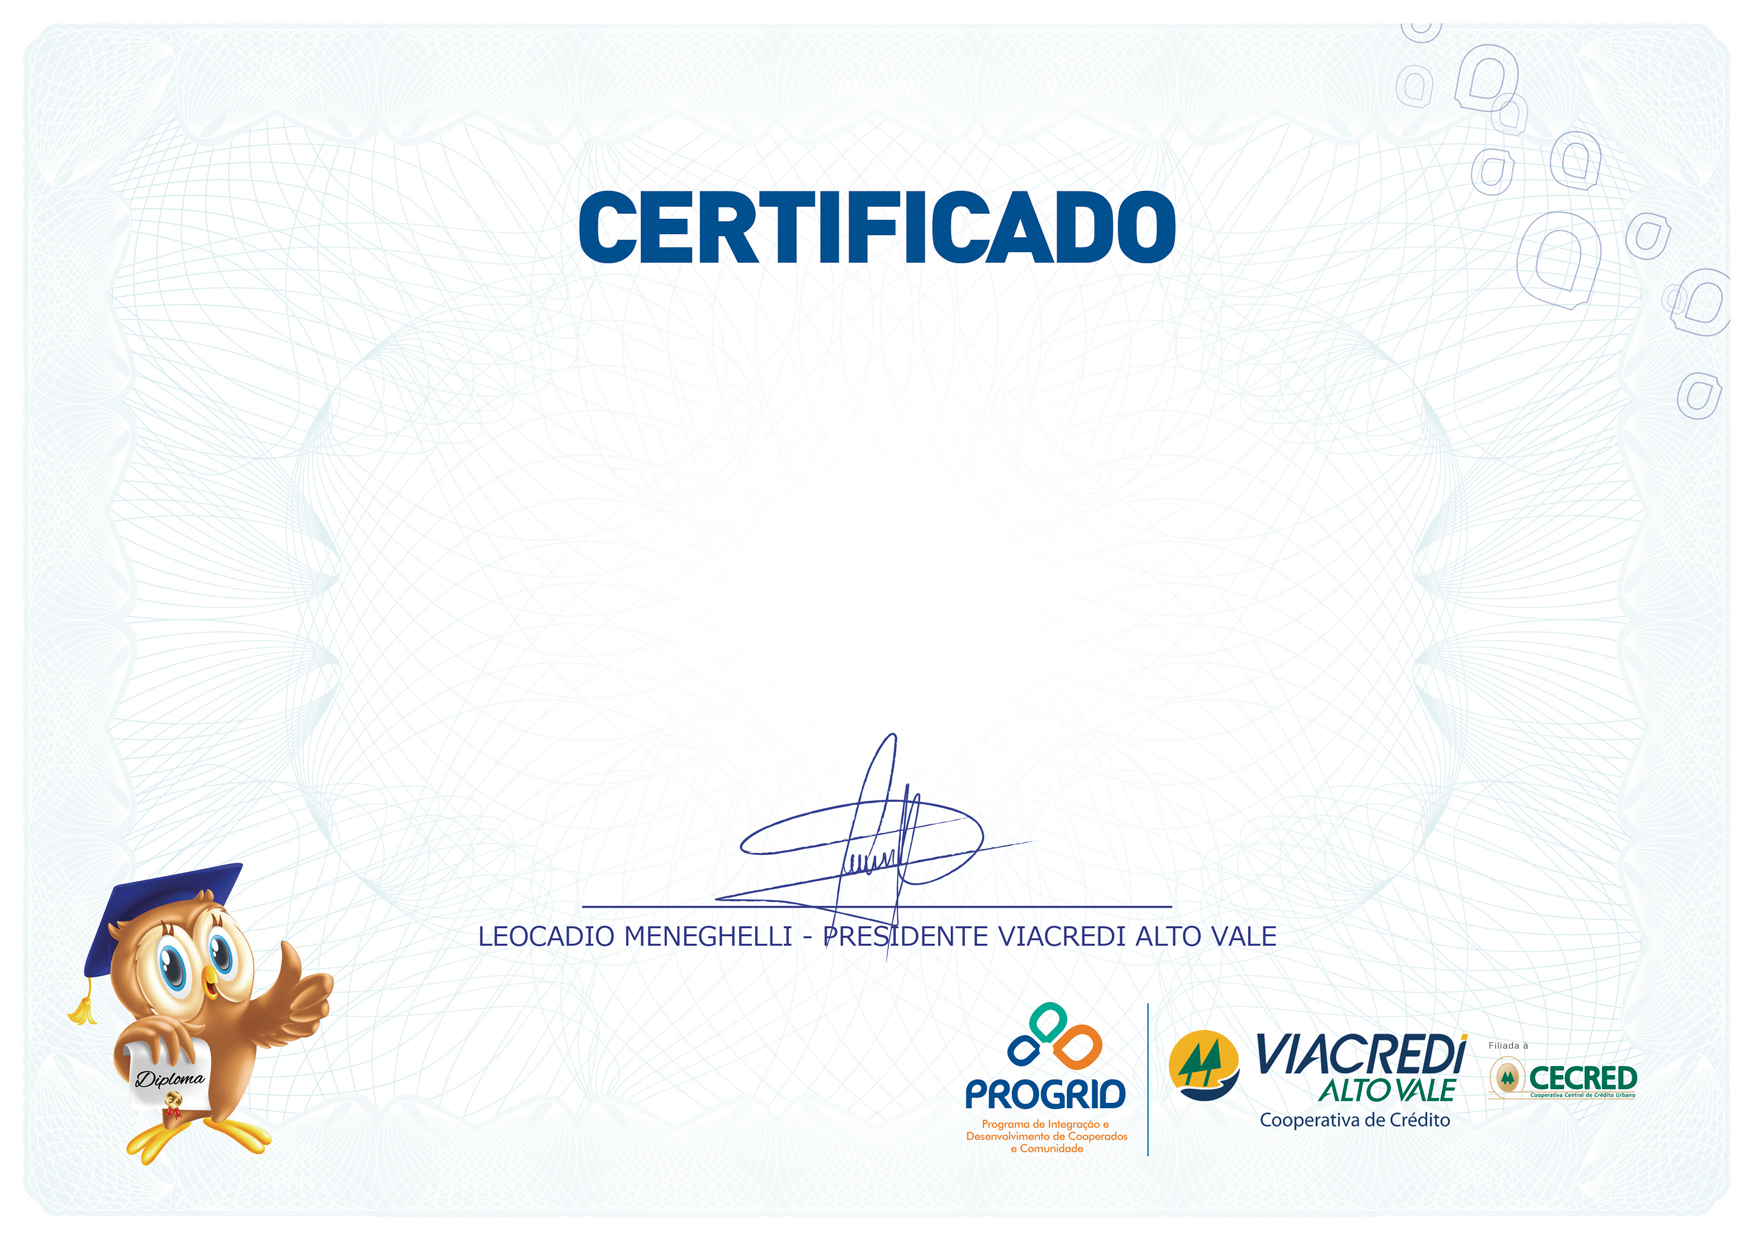 CERTIFICADO
LEOCADIO MENEGHELLI - PRESIDENTE VIACREDI ALTO VALE
Diploma
PROGRID
Programa de Integração e
Desenvolvimento de Cooperados
e Comunidade
VIACREDi
ALTO VALE
Cooperativa de Crédito
Filiada à
CECRED
Cooperativa Central de Crédito Urbano